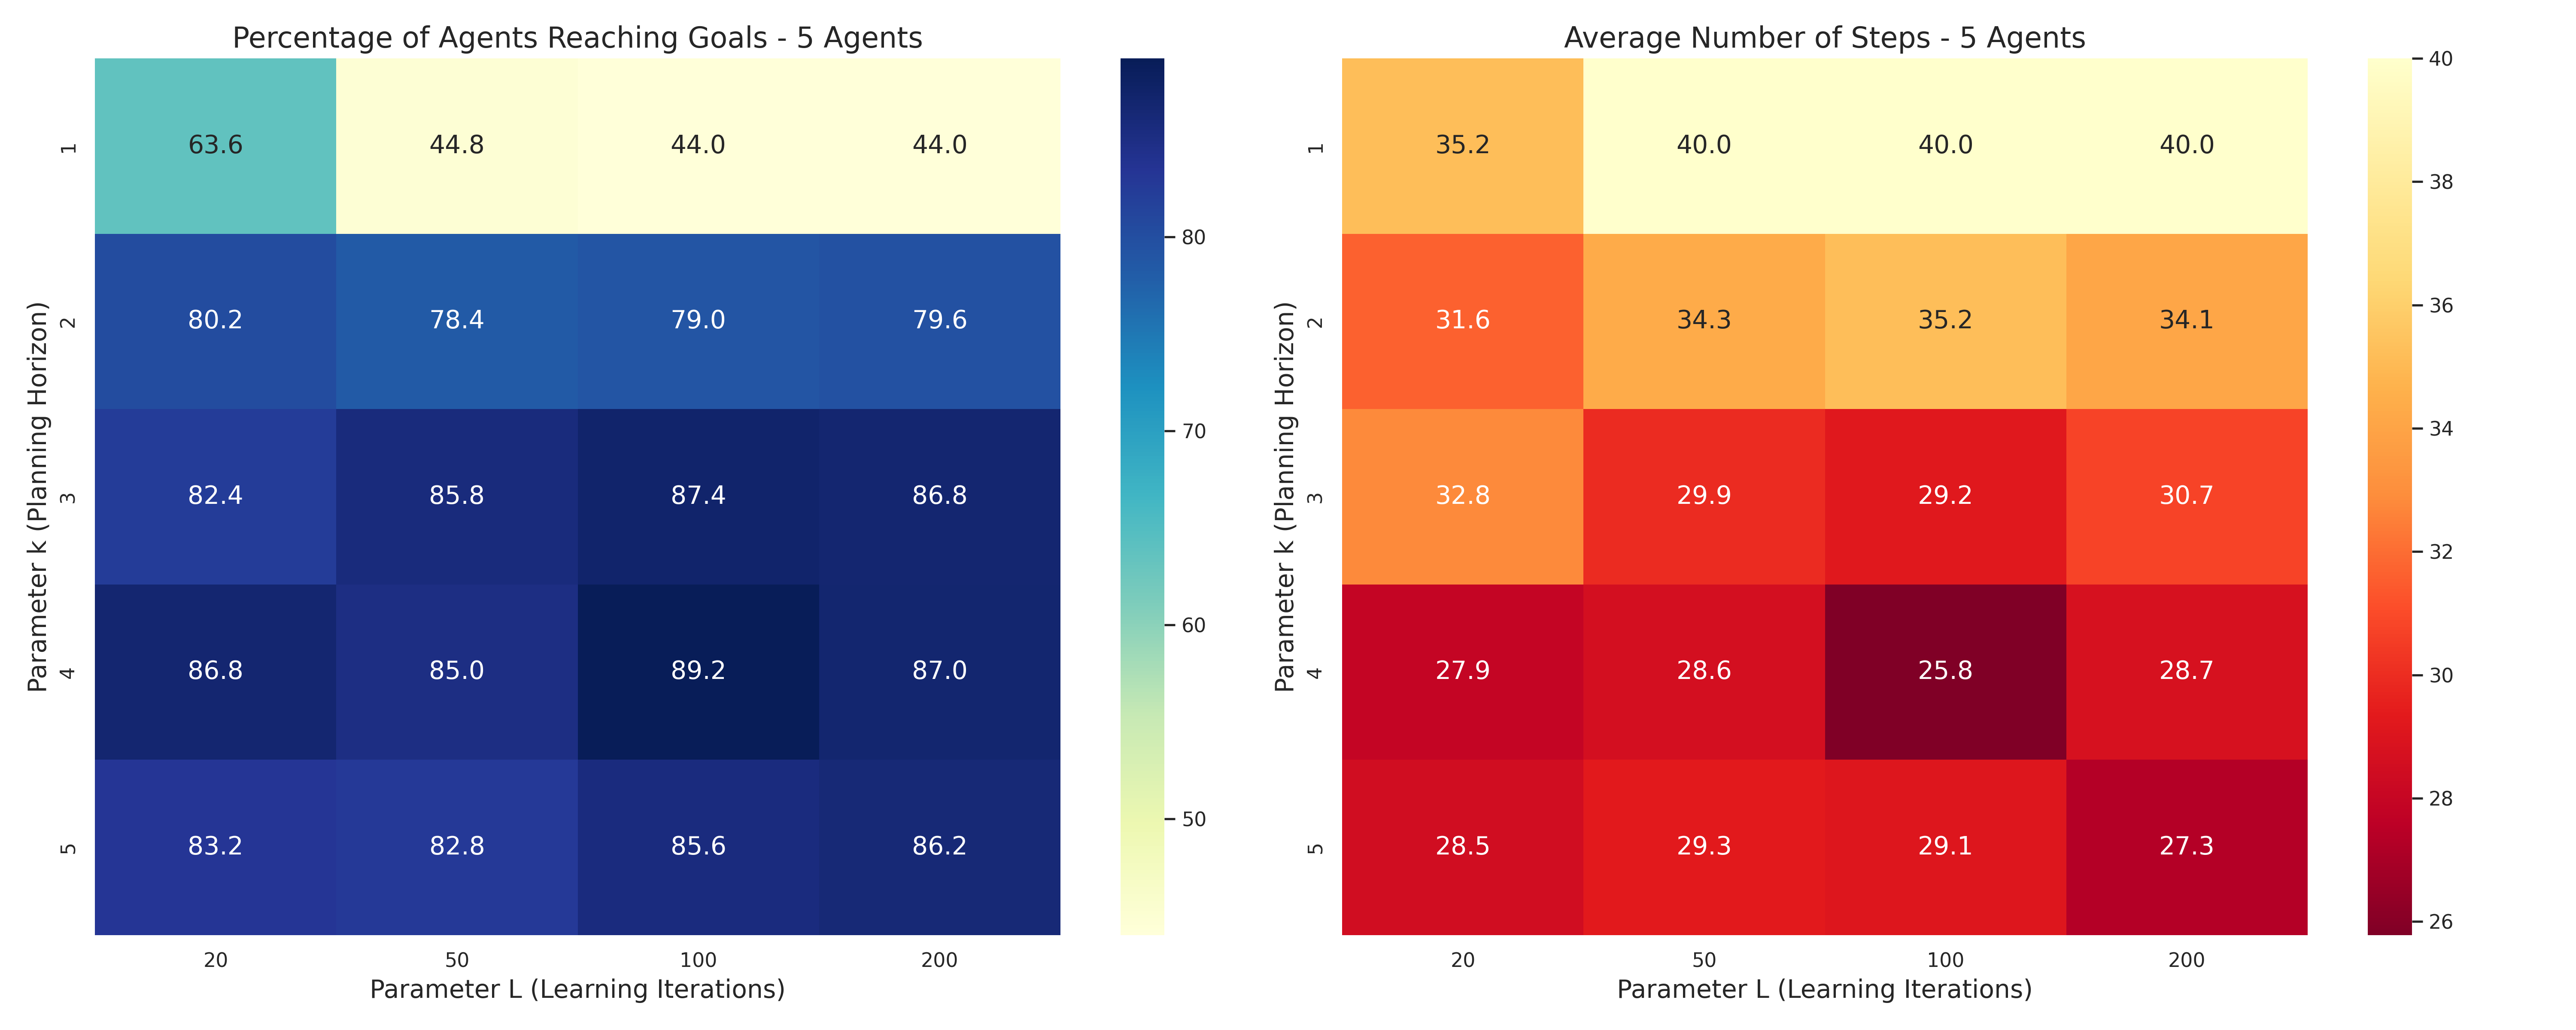 Percentage of Agents Reaching Goals - 5 Agents
Parameter k (Planning Horizon)
1
63.6 44.8 44.0 44.0
2
80.2 78.4 79.0 79.6
3
82.4 85.8 87.4 86.8
4
86.8 85.0 89.2 87.0
5
83.2 82.8 85.6 86.2
20 50 100 200
Parameter L (Learning Iterations)
80
70
60
50
Average Number of Steps - 5 Agents
Parameter k (Planning Horizon)
1
35.2 40.0 40.0 40.0
2
31.6 34.3 35.2 34.1
3
32.8 29.9 29.2 30.7
4
27.9 28.6 25.8 28.7
5
28.5 29.3 29.1 27.3
20 50 100 200
Parameter L (Learning Iterations)
40
38
36
34
32
30
28
26